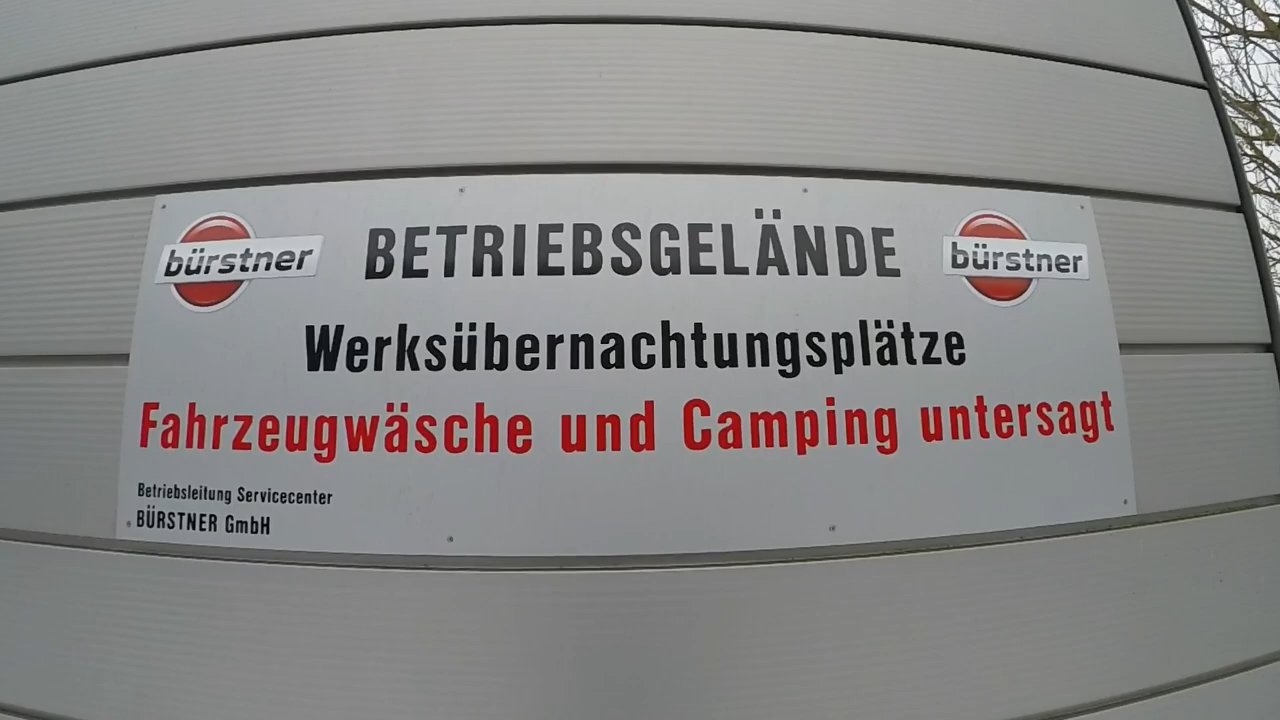 bürstner BETRIEBSGELÄNDE bürstner
Werksübernachtungsplätze
Fahrzeugwäsche und Camping untersagt
Betriebsleitung Servicecenter
BÜRSTNER GmbH